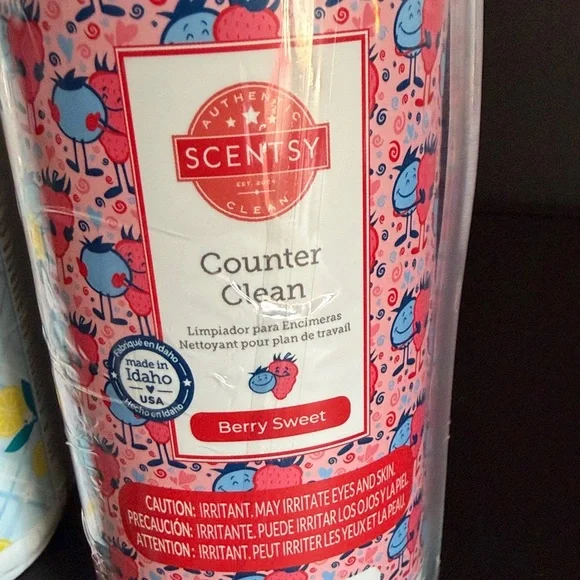 AUTHENTIC
SCENTSY
EST. 2004
CLEAN
Counter
Clean
Limpiador para Encimeras
Nettoyant pour plan de travail
Fabriqué en Idaho
made in
Idaho
USA
Hecho en Idaho
Berry Sweet
CAUTION: IRRITANT. MAY IRRITATE EYES AND SKIN.
PRECAUCIÓN: IRRITANTE. PUEDE IRRITAR LOS OJOS Y LA PIEL.
ATTENTION : IRRITANT. PEUT IRRITER LES YEUX ET LA PEAU.